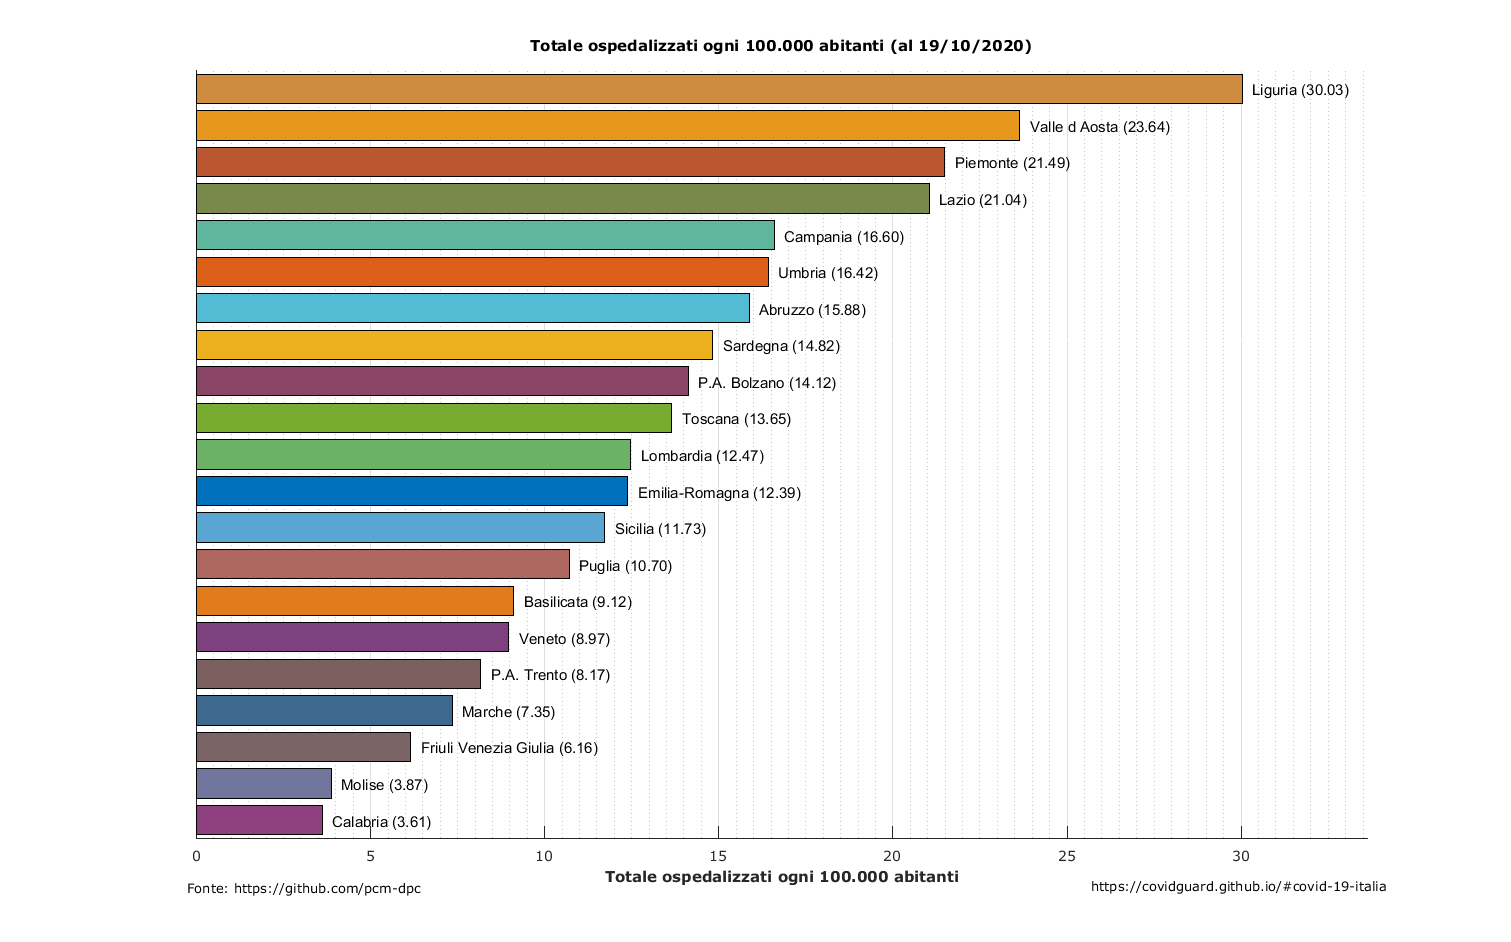 Totale ospedalizzati ogni 100.000 abitanti (al 19/10/2020)
Liguria (30.03)
Valle d Aosta (23.64)
Piemonte (21.49)
Lazio (21.04)
Campania (16.60)
Umbria (16.42)
Abruzzo (15.88)
Sardegna (14.82)
P.A. Bolzano (14.12)
Toscana (13.65)
Lombardia (12.47)
Emilia-Romagna (12.39)
Sicilia (11.73)
Puglia (10.70)
Basilicata (9.12)
Veneto (8.97)
P.A. Trento (8.17)
Marche (7.35)
Friuli Venezia Giulia (6.16)
Molise (3.87)
Calabria (3.61)
0 5 10 15 20 25 30
Totale ospedalizzati ogni 100.000 abitanti
Fonte: https://github.com/pcm-dpc
https://covidguard.github.io/#covid-19-italia